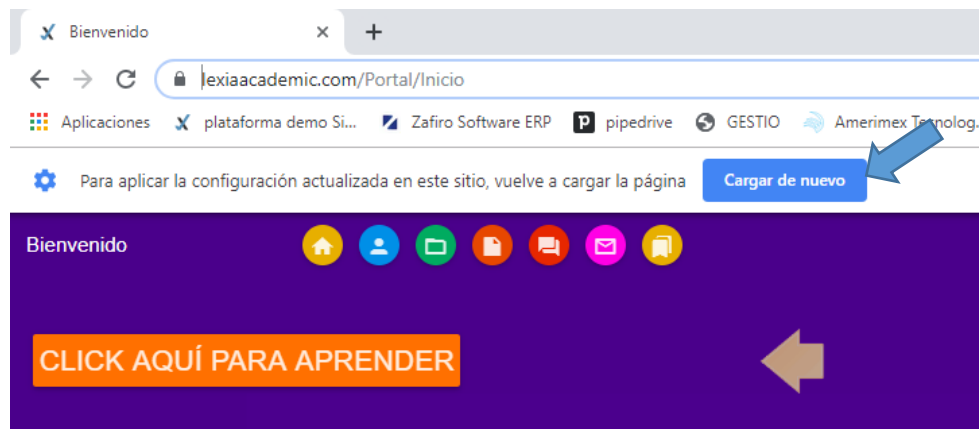 Bienvenido
lexiaacademic.com/Portal/Inicio
Aplicaciones plataforma demo Si... Zafiro Software ERP pipedrive GESTIO Amerimex Tecnolog...
Para aplicar la configuración actualizada en este sitio, vuelve a cargar la página Cargar de nuevo
Bienvenido
CLICK AQUÍ PARA APRENDER